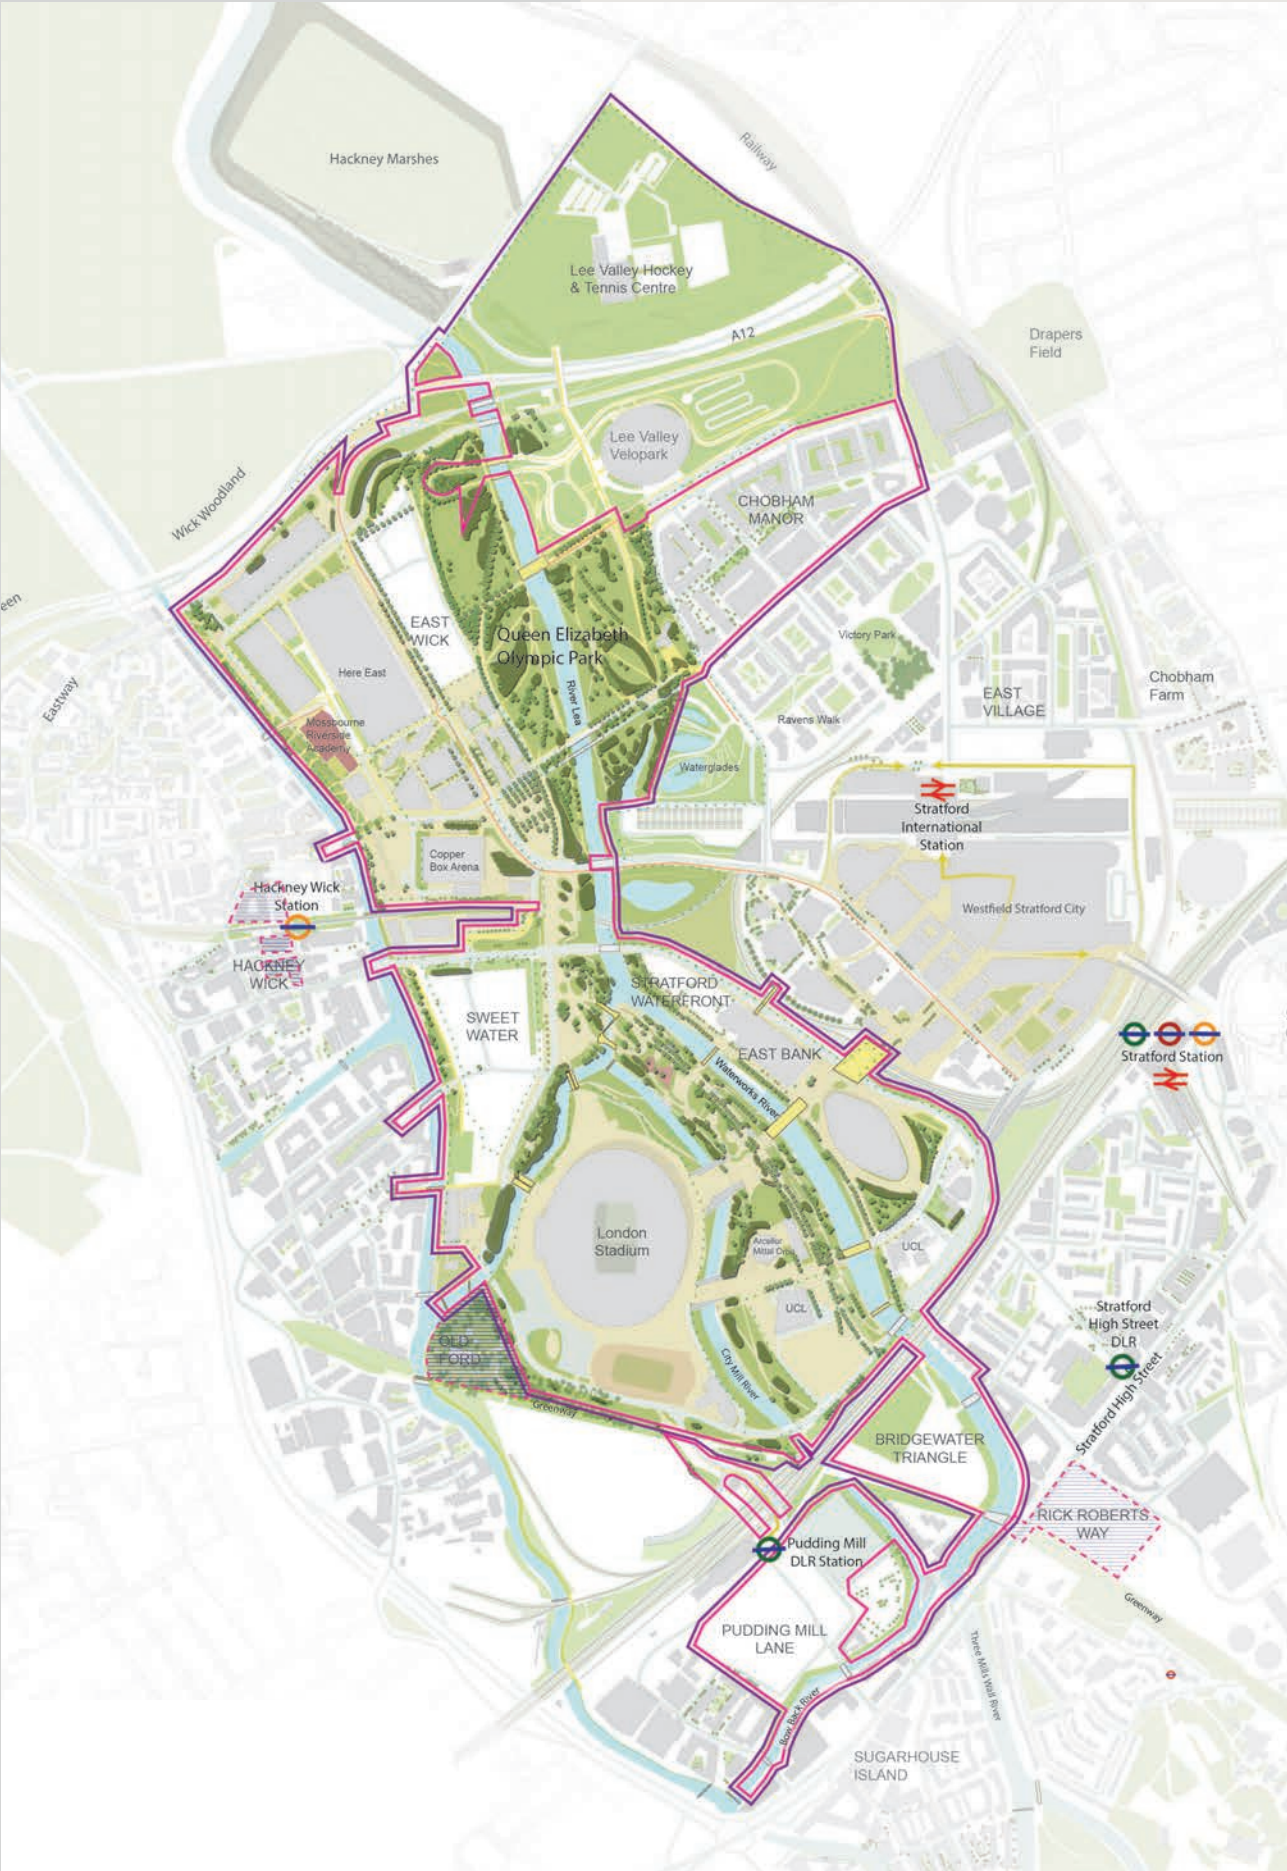 Hackney Marshes
Railway
Lee Valley Hockey
& Tennis Centre
A12
Drapers
Field
Lee Valley
Velopark
Wick Woodland
CHOBHAM
MANOR
een
EAST
WICK
Queen Elizabeth
Olympic Park
Victory Park
Here East
River Lea
Chobham
Farm
Eastway
EAST
VILLAGE
Mossbourne
Riverside
Academy
Ravens Walk
Waterglades
Stratford
International
Station
Copper
Box Arena
Hackney Wick
Station
Westfield Stratford City
HACKNEY
WICK
STRATFORD
WATERFRONT
SWEET
WATER
EAST BANK
Stratford Station
Waterworks River
London
Stadium
Arcellor
Mittal Orbit
UCL
UCL
Stratford
High Street
DLR
OLD
FORD
City Mill River
Stratford High Street
Greenway
BRIDGEWATER
TRIANGLE
RICK ROBERTS
WAY
Pudding Mill
DLR Station
Greenway
PUDDING MILL
LANE
Three Mills Wall River
Bow Back River
SUGARHOUSE
ISLAND